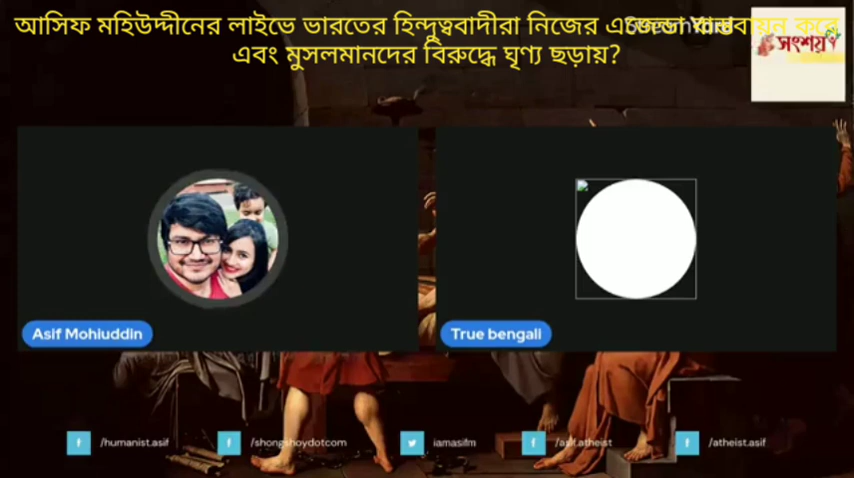 আসিফ মহিউদ্দীনের লাইভে ভারতের হিন্দুত্ববাদীরা নিজের এজেন্ডা বাস্তবায়ন করে
এবং মুসলমানদের বিরুদ্ধে ঘৃণ্য ছড়ায়?
সংশয়
Asif Mohiuddin
True bengali
/humanist.asif
/shongshoydotcom
iamasifm
/asif.atheist
/atheist.asif